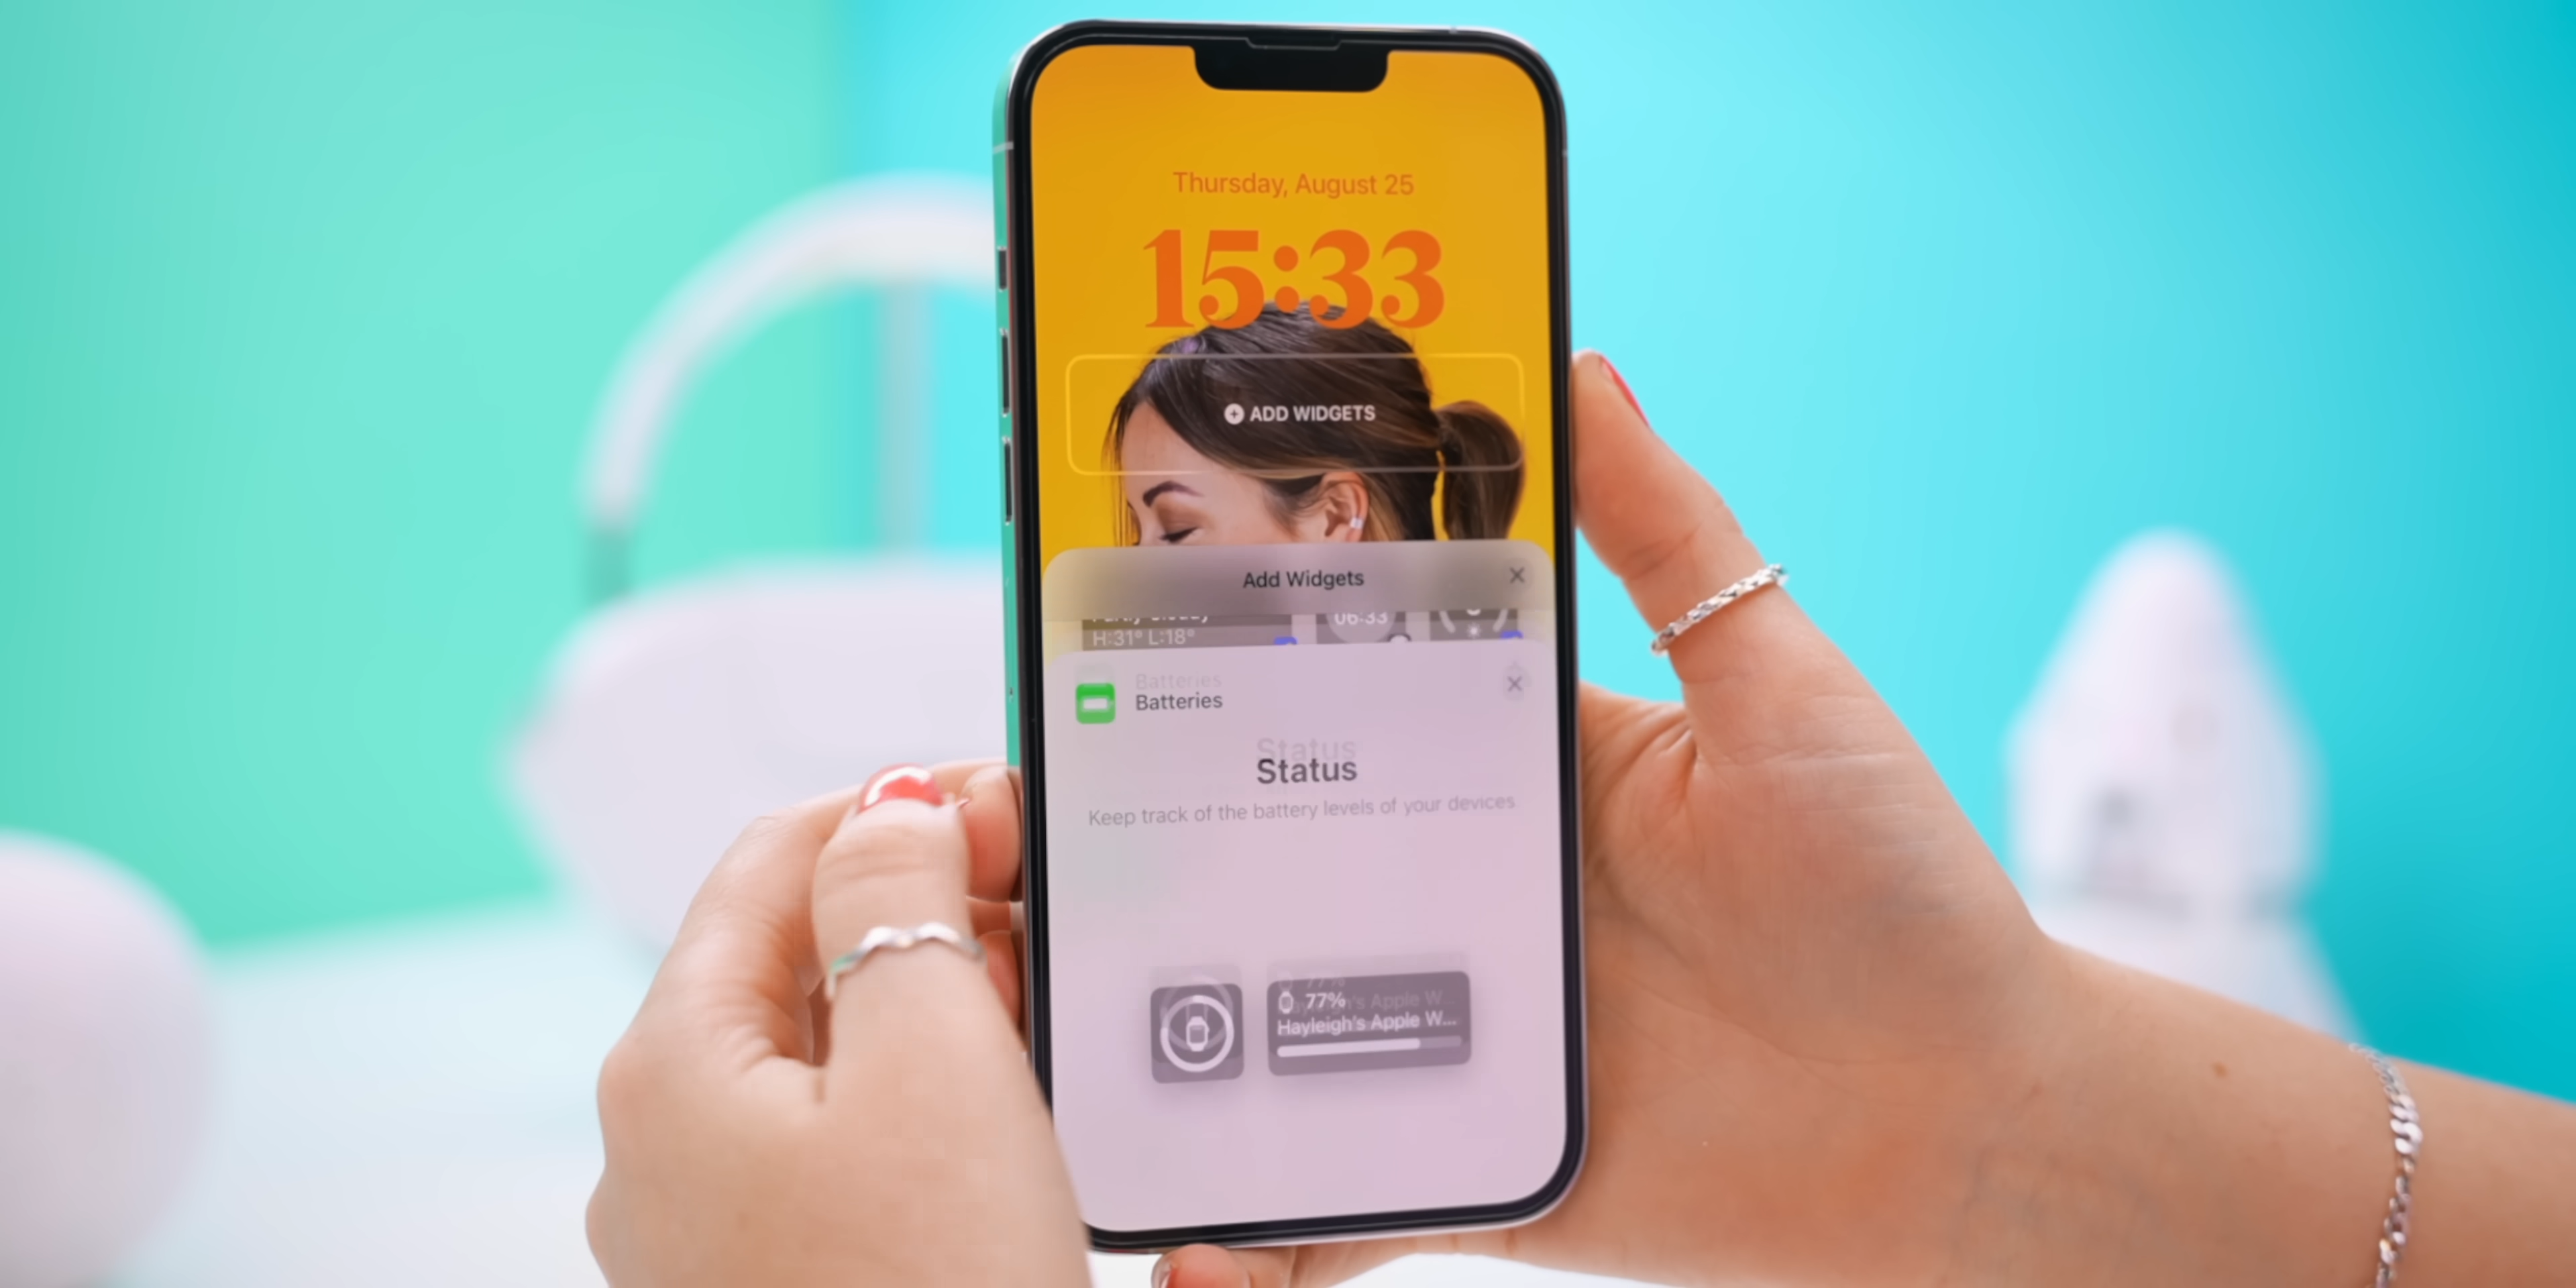 Thursday, August 25
15:33
ADD WIDGETS
Add Widgets
H:31° L:18°
06:33
Batteries
Batteries
Status
Status
Keep track of the battery levels of your devices
77%
77%
Hayleigh's Apple W...